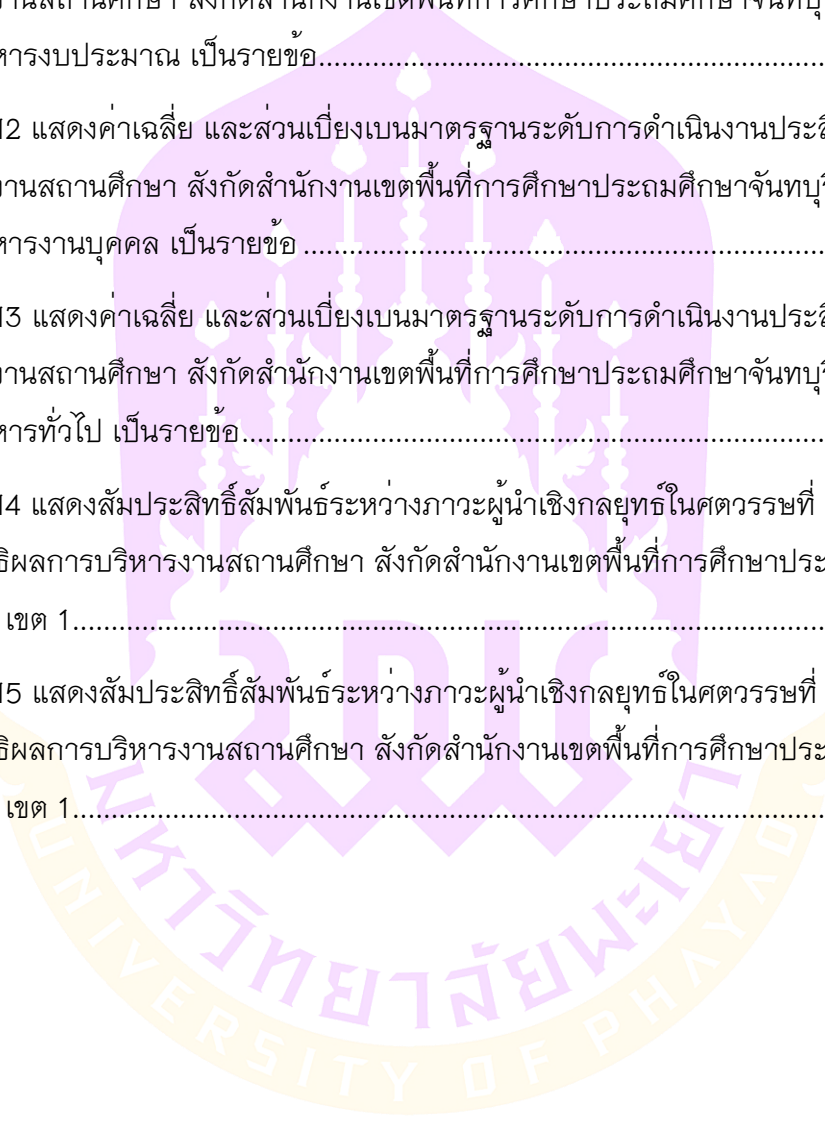 านสถานศึกษา สังกัดสำนักงานเขตพื้นที่การศึกษาประถมศึกษาจันทบุ
หารงบประมาณ เป็นรายข้อ
12 แสดงค่าเฉลี่ย และส่วนเบี่ยงเบนมาตรฐานระดับการดำเนินงานประสิ
งานสถานศึกษา สังกัดสำนักงานเขตพื้นที่การศึกษาประถมศึกษาจันทบุรี
หารงานบุคคล เป็นรายข้อ
13 แสดงค่าเฉลี่ย และส่วนเบี่ยงเบนมาตรฐานระดับการดำเนินงานประสิ
งานสถานศึกษา สังกัดสำนักงานเขตพื้นที่การศึกษาประถมศึกษาจันทบุรี
หารทั่วไป เป็นรายข้อ
14 แสดงสัมประสิทธิ์สัมพันธ์ระหว่างภาวะผู้นำเชิงกลยุทธ์ในศตวรรษที่
ธิผลการบริหารงานสถานศึกษา สังกัดสำนักงานเขตพื้นที่การศึกษาประ
เขต 1
15 แสดงสัมประสิทธิ์สัมพันธ์ระหว่างภาวะผู้นำเชิงกลยุทธ์ในศตวรรษที่
ธิผลการบริหารงานสถานศึกษา สังกัดสำนักงานเขตพื้นที่การศึกษาประ
เขต 1
มหาวิทยาลัยพะเยา
UNIVERSITY OF PHAYAO